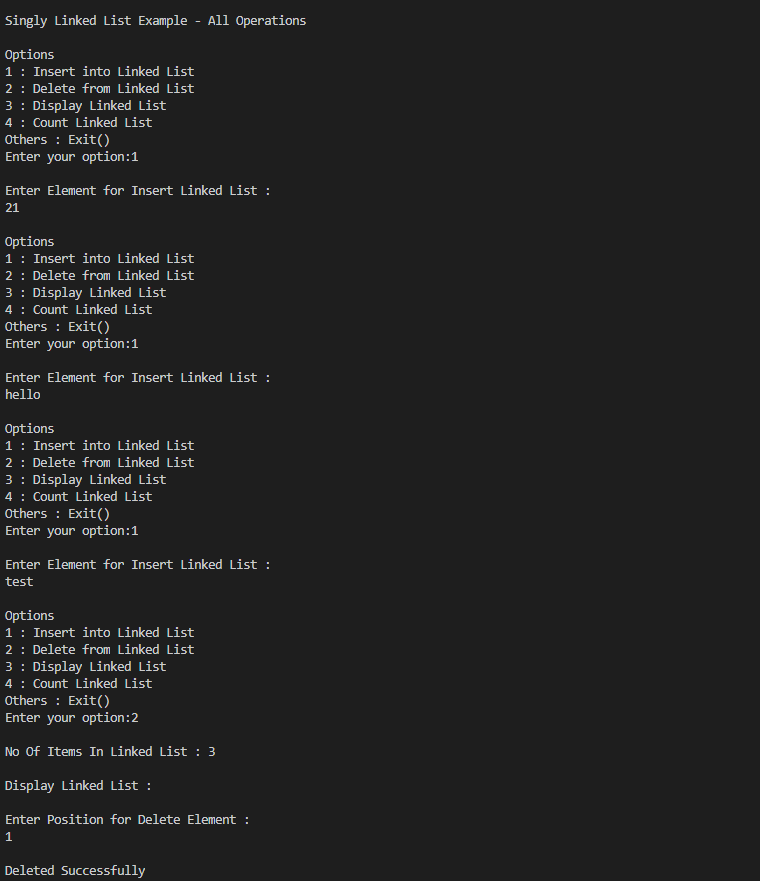 Singly Linked List Example - All Operations
Options
1 : Insert into Linked List
2 : Delete from Linked List
3 : Display Linked List
4 : Count Linked List
Others : Exit()
Enter your option:1
Enter Element for Insert Linked List :
21
Options
1 : Insert into Linked List
2 : Delete from Linked List
3 : Display Linked List
4 : Count Linked List
Others : Exit()
Enter your option:1
Enter Element for Insert Linked List :
hello
Options
1 : Insert into Linked List
2 : Delete from Linked List
3 : Display Linked List
4 : Count Linked List
Others : Exit()
Enter your option:1
Enter Element for Insert Linked List :
test
Options
1 : Insert into Linked List
2 : Delete from Linked List
3 : Display Linked List
4 : Count Linked List
Others : Exit()
Enter your option:2
No Of Items In Linked List : 3
Display Linked List :
Enter Position for Delete Element :
1
Deleted Successfully